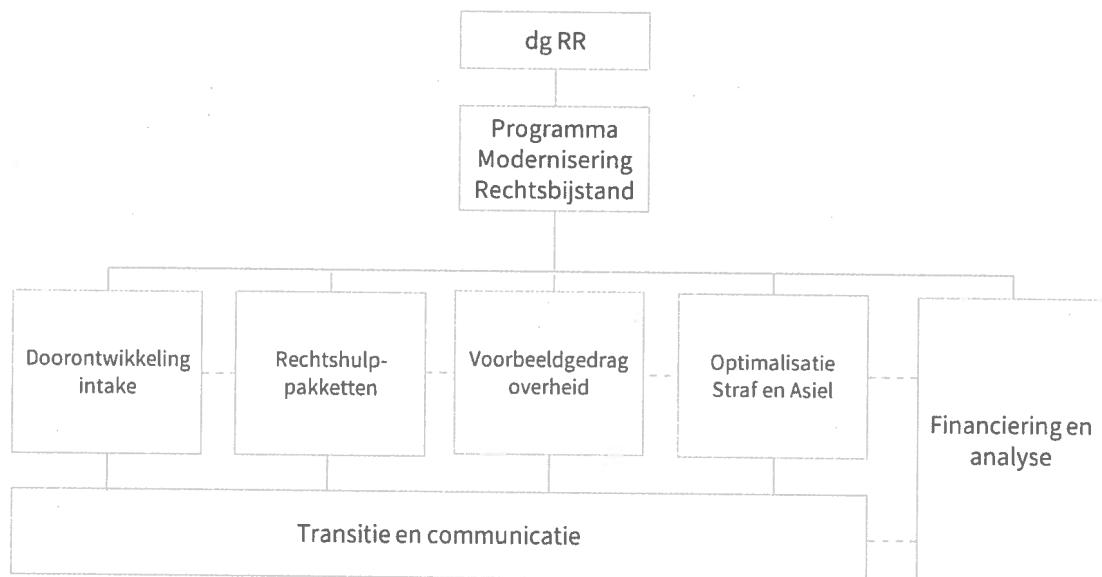 dg RR
Programma
Modernisering
Rechtsbijstand
Doorontwikkeling
intake
Rechtshulp-
pakketten
Voorbeeldgedrag
overheid
Optimalisatie
Straf en Asiel
Financiering en
analyse
Transitie en communicatie